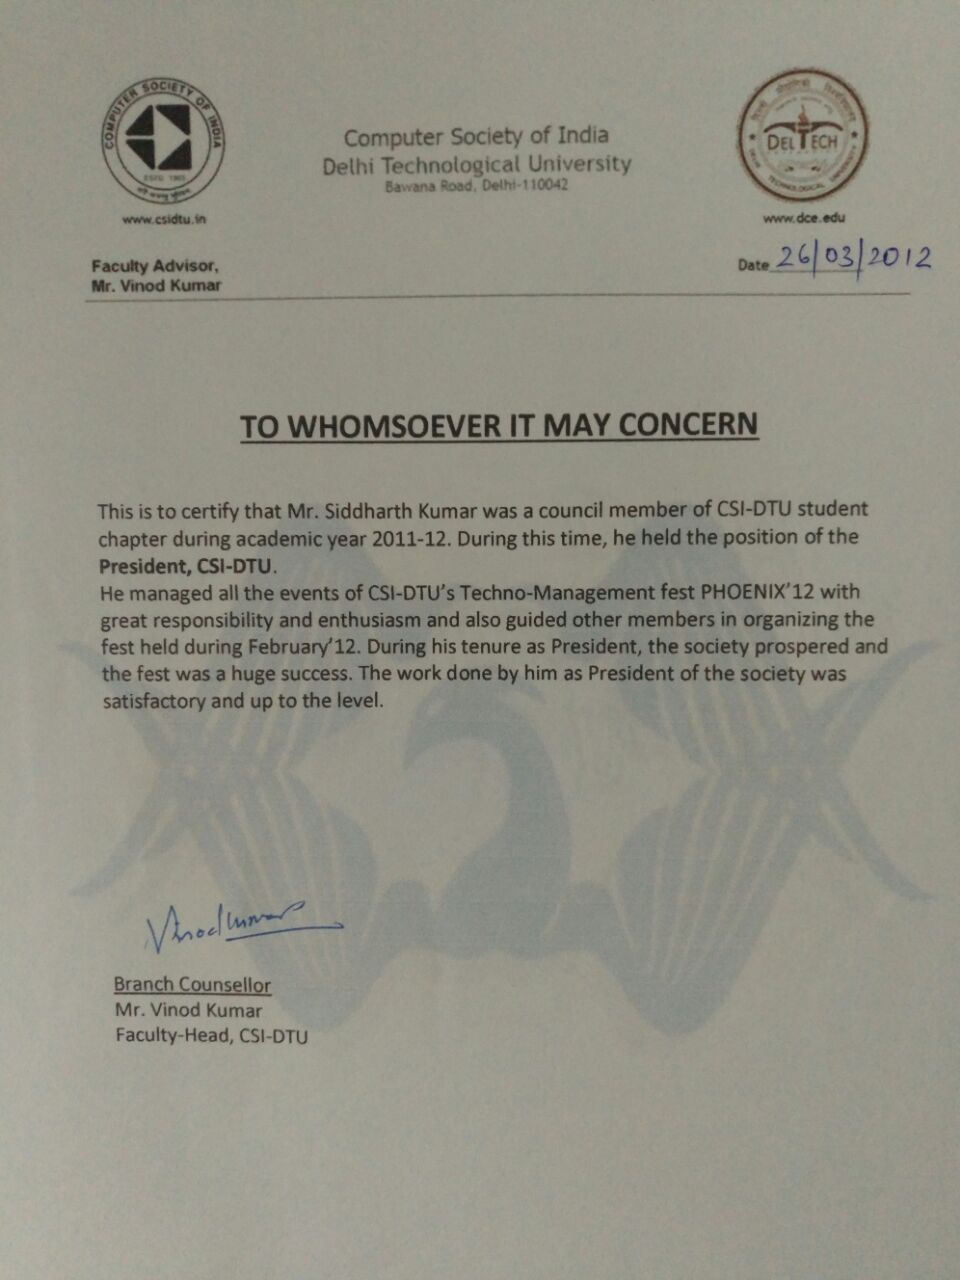 COMPUTER SOCIETY OF INDIA
ESTD 1965
www.csidtu.in
Computer Society of India
Delhi Technological University
Bawana Road, Delhi-110042
DELTECH
TECHNOLOGICAL
www.dce.edu
Faculty Advisor,
Mr. Vinod Kumar
Date 26/03/2012
TO WHOMSOEVER IT MAY CONCERN
This is to certify that Mr. Siddharth Kumar was a council member of CSI-DTU student
chapter during academic year 2011-12. During this time, he held the position of the
President, CSI-DTU.
He managed all the events of CSI-DTU's Techno-Management fest PHOENIX'12 with
great responsibility and enthusiasm and also guided other members in organizing the
fest held during February'12. During his tenure as President, the society prospered and
the fest was a huge success. The work done by him as President of the society was
satisfactory and up to the level.
Vinod Kumar
Branch Counsellor
Mr. Vinod Kumar
Faculty-Head, CSI-DTU